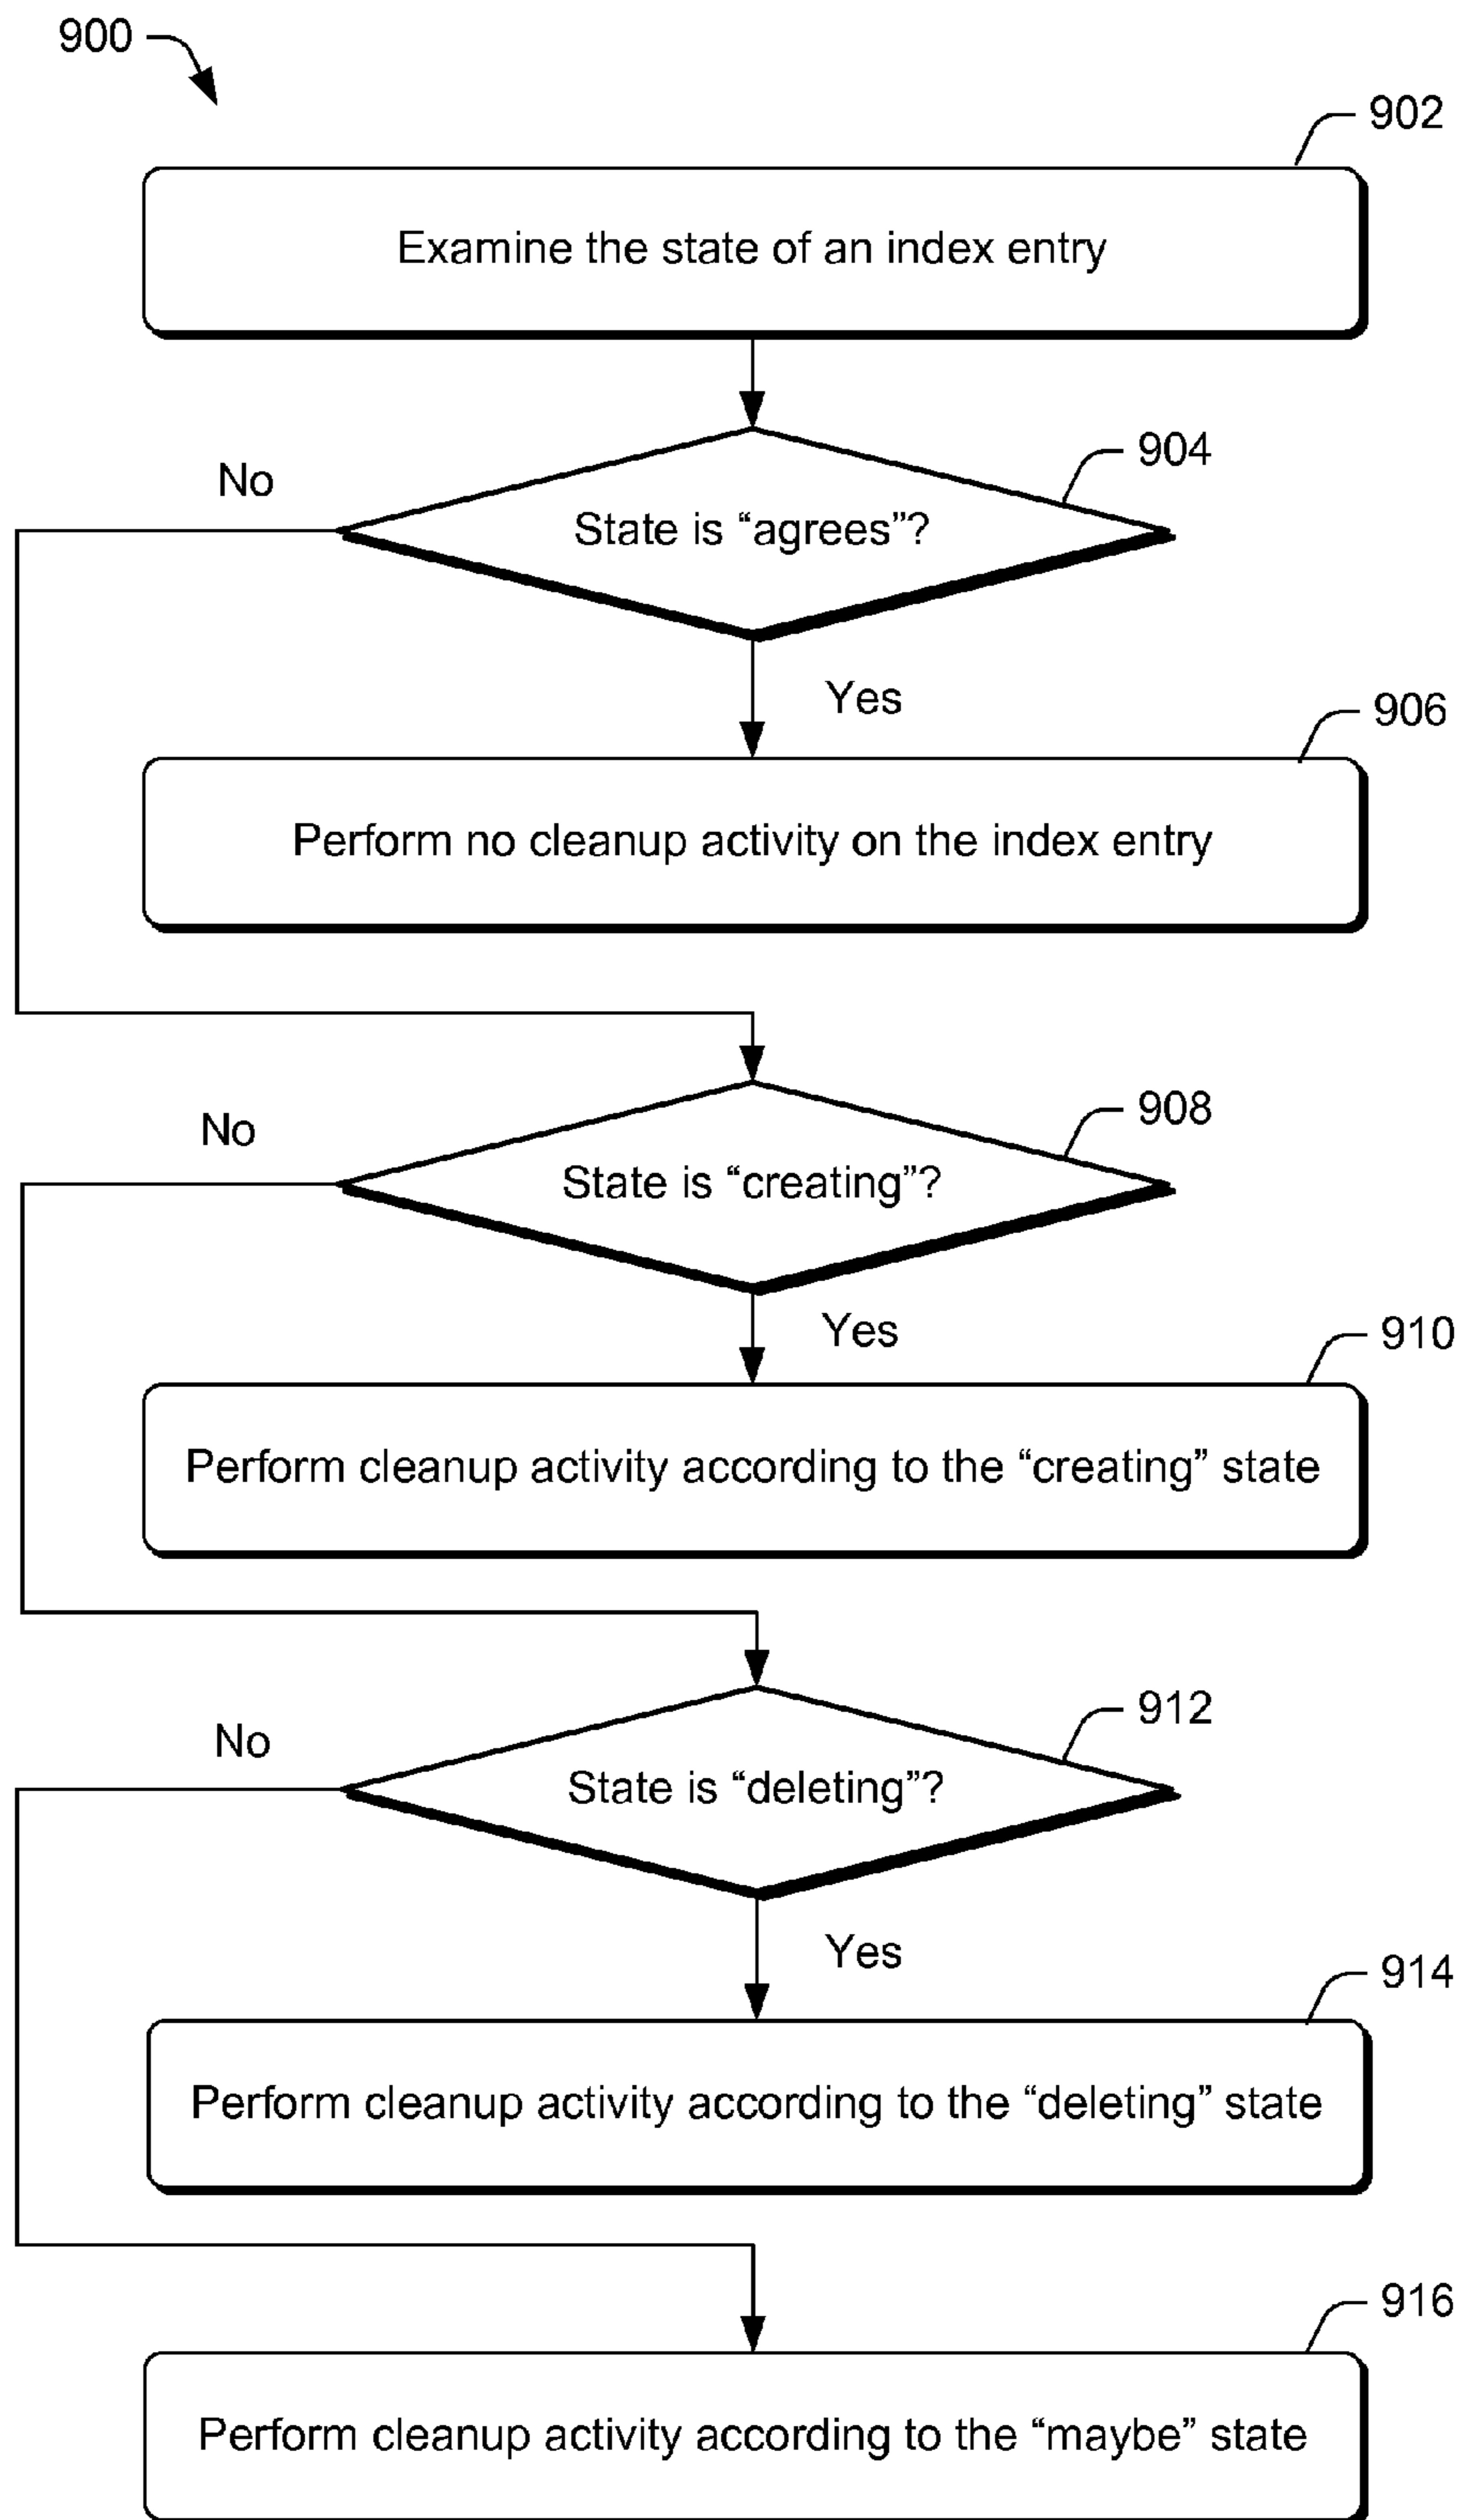 900
902
Examine the state of an index entry
904
No
State is “agrees”?
Yes
906
Perform no cleanup activity on the index entry
908
No
State is “creating”?
Yes
910
Perform cleanup activity according to the “creating” state
912
No
State is “deleting”?
Yes
914
Perform cleanup activity according to the “deleting” state
916
Perform cleanup activity according to the “maybe” state